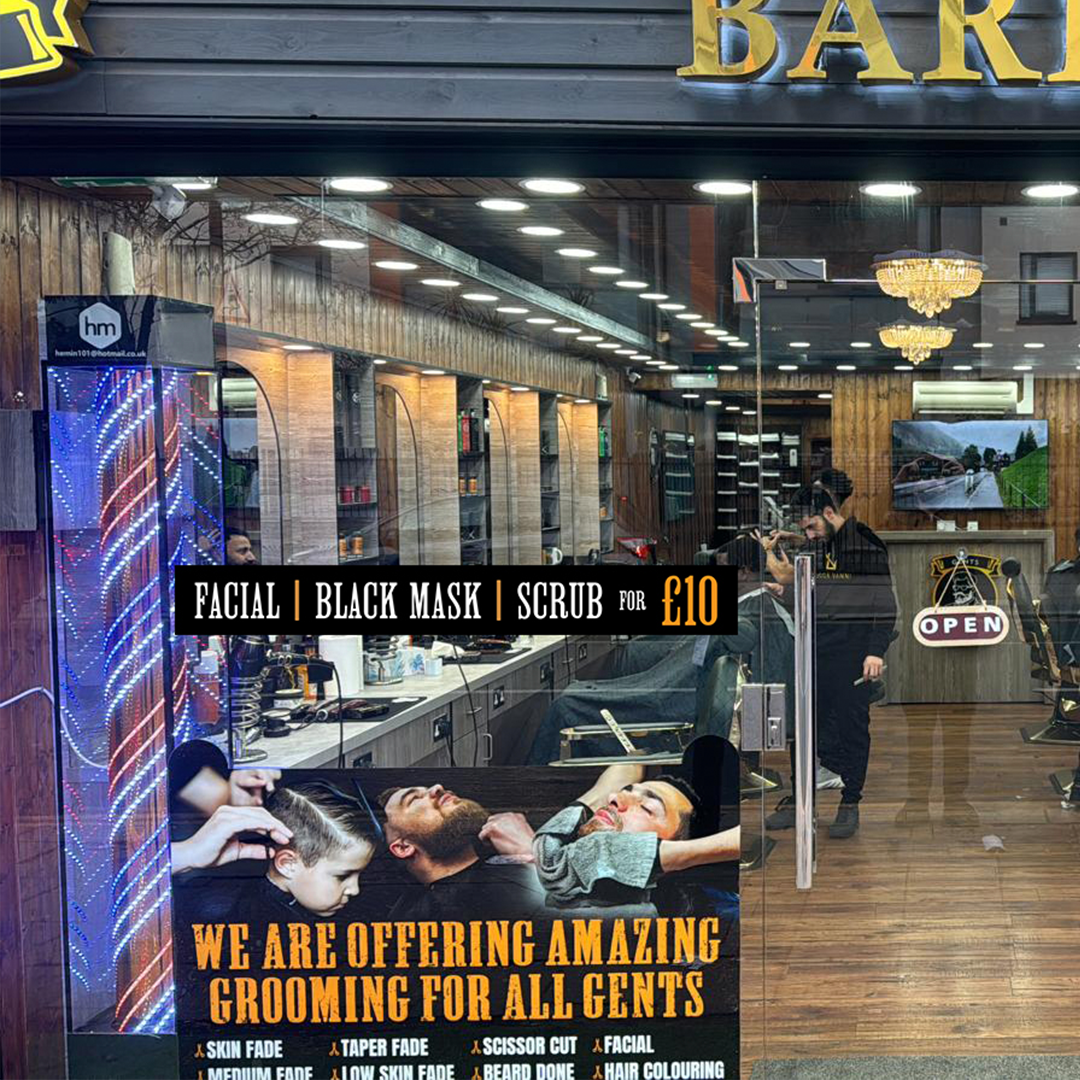 BAR
hm
hemin101@hotmail.co.uk
FACIAL | BLACK MASK | SCRUB FOR £10
GENTS
OPEN
WE ARE OFFERING AMAZING
GROOMING FOR ALL GENTS
SKIN FADE TAPER FADE SCISSOR CUT FACIAL
MEDIUM FADE LOW SKIN FADE BEARD DONE HAIR COLOURING